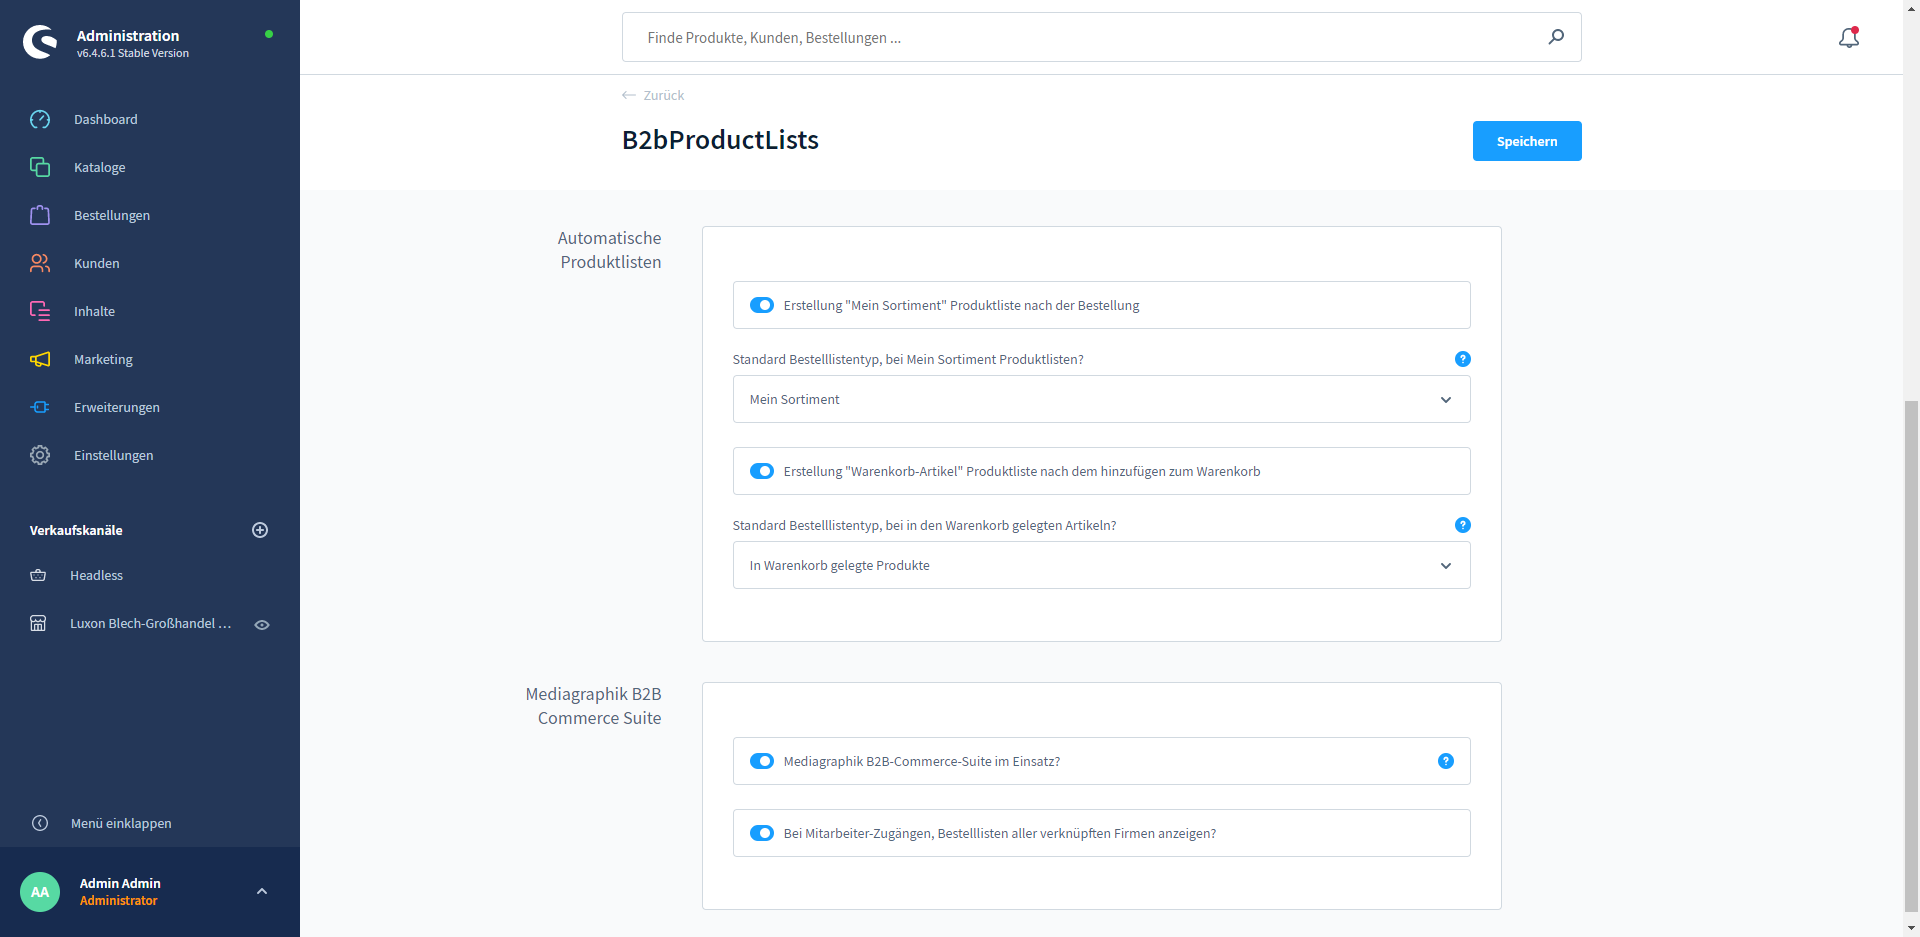 Administration
v6.4.6.1 Stable Version
Dashboard
Kataloge
Bestellungen
Kunden
Inhalte
Marketing
Erweiterungen
Einstellungen
Verkaufskanäle
Headless
Luxon Blech-Großhandel ...
Menü einklappen
AA
Admin Admin
Administrator
Finde Produkte, Kunden, Bestellungen ...
Zurück
B2bProductLists
Speichern
Automatische
Produktlisten
Erstellung "Mein Sortiment" Produktliste nach der Bestellung
Standard Bestelllistentyp, bei Mein Sortiment Produktlisten?
?
Mein Sortiment
Erstellung "Warenkorb-Artikel" Produktliste nach dem hinzufügen zum Warenkorb
Standard Bestelllistentyp, bei in den Warenkorb gelegten Artikeln?
?
In Warenkorb gelegte Produkte
Mediagraphik B2B
Commerce Suite
Mediagraphik B2B-Commerce-Suite im Einsatz?
?
Bei Mitarbeiter-Zugängen, Bestelllisten aller verknüpften Firmen anzeigen?